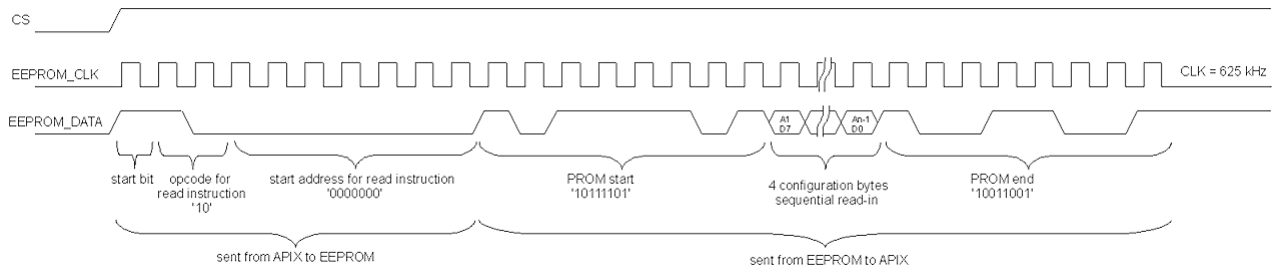 CS
EEPROM_CLK
CLK = 625 kHz
EEPROM_DATA
A1
D7
An-1
D0
start bit
opcode for
read instruction
'10'
start address for read instruction
'0000000'
PROM start
'10111101'
4 configuration bytes
sequential read-in
PROM end
'10011001'
sent from APIX to EEPROM
sent from EEPROM to APIX